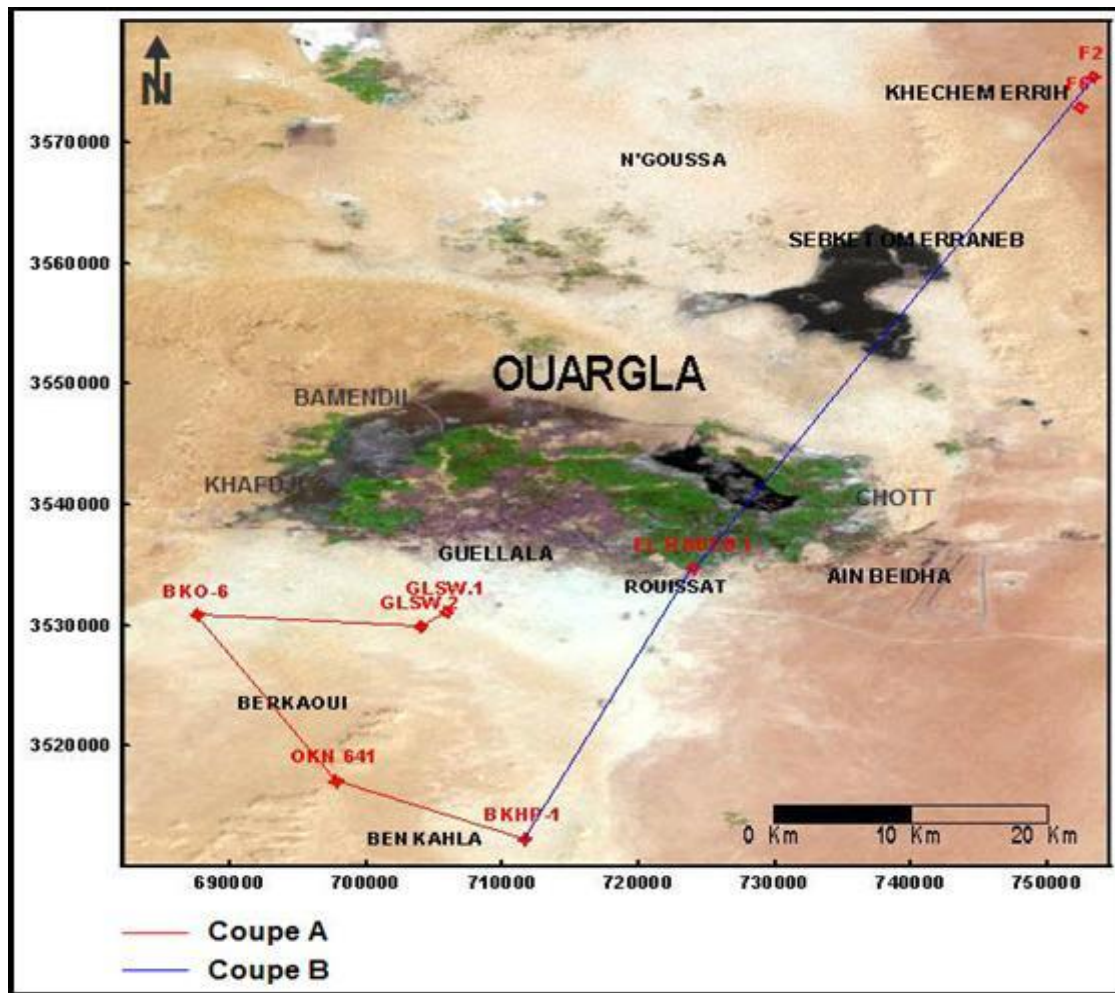 N
F2
F6
KHECHEM ERRIH
3570000
N'GOUSSA
SEBKET OM ERRANEB
3560000
OUARGLA
3550000
BAMENDIL
KHAFDJI
3540000
CHOTT
GUELLALA
ROUISSAT
AIN BEIDHA
BKO-6
GLSW.1
GLSW.2
3530000
BERKAOUI
3520000
OKN 641
BKHP-1
BEN KAHLA
0 Km 10 Km 20 Km
690000 700000 710000 720000 730000 740000 750000
Coupe A
Coupe B